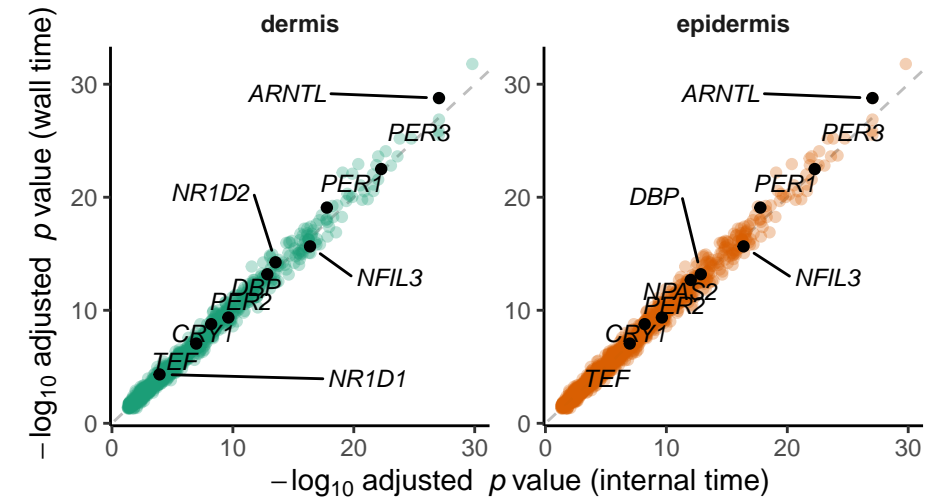 dermis
epidermis
−log10 adjusted p value (wall time)
30
20
10
0
ARNTL
PER3
PER1
NR1D2
NFIL3
DBP
PER2
CRY1
TEF
NR1D1
0 10 20 30
ARNTL
PER3
PER1
DBP
NFIL3
NPAS2
PER2
CRY1
TEF
30
20
10
0
0 10 20 30
−log10 adjusted p value (internal time)